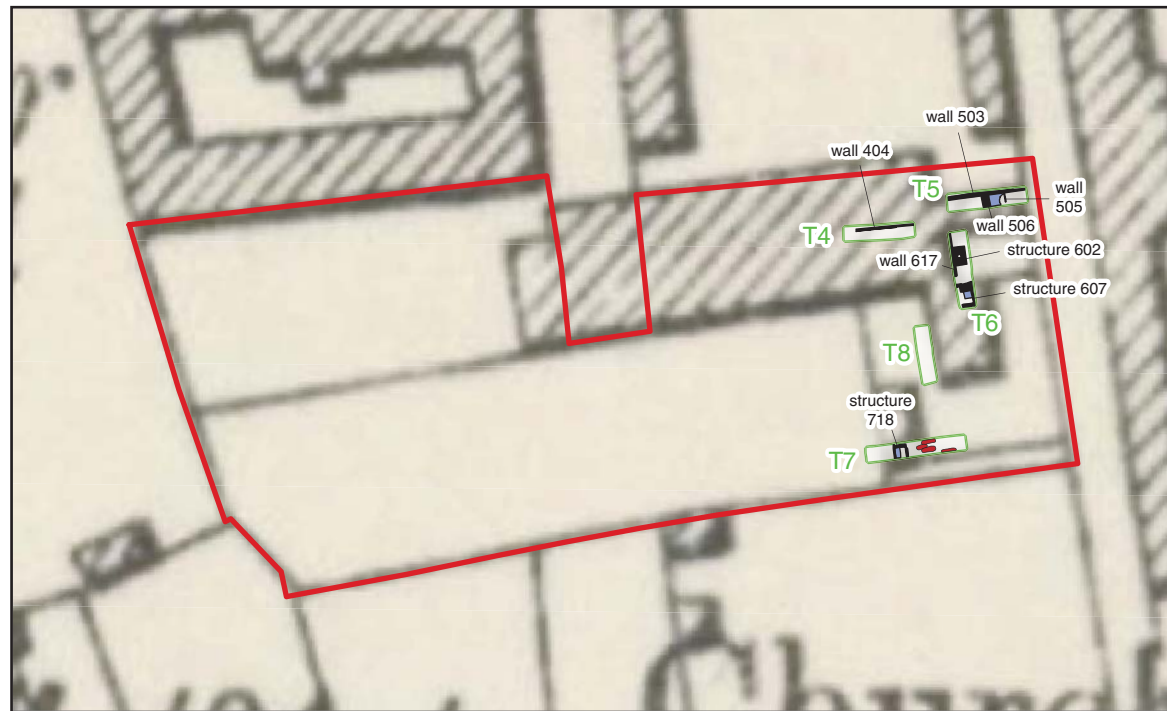 wall 503
wall 404
T5
wall
505
T4
wall 506
wall 617
structure 602
structure 607
T6
T8
structure
718
T7